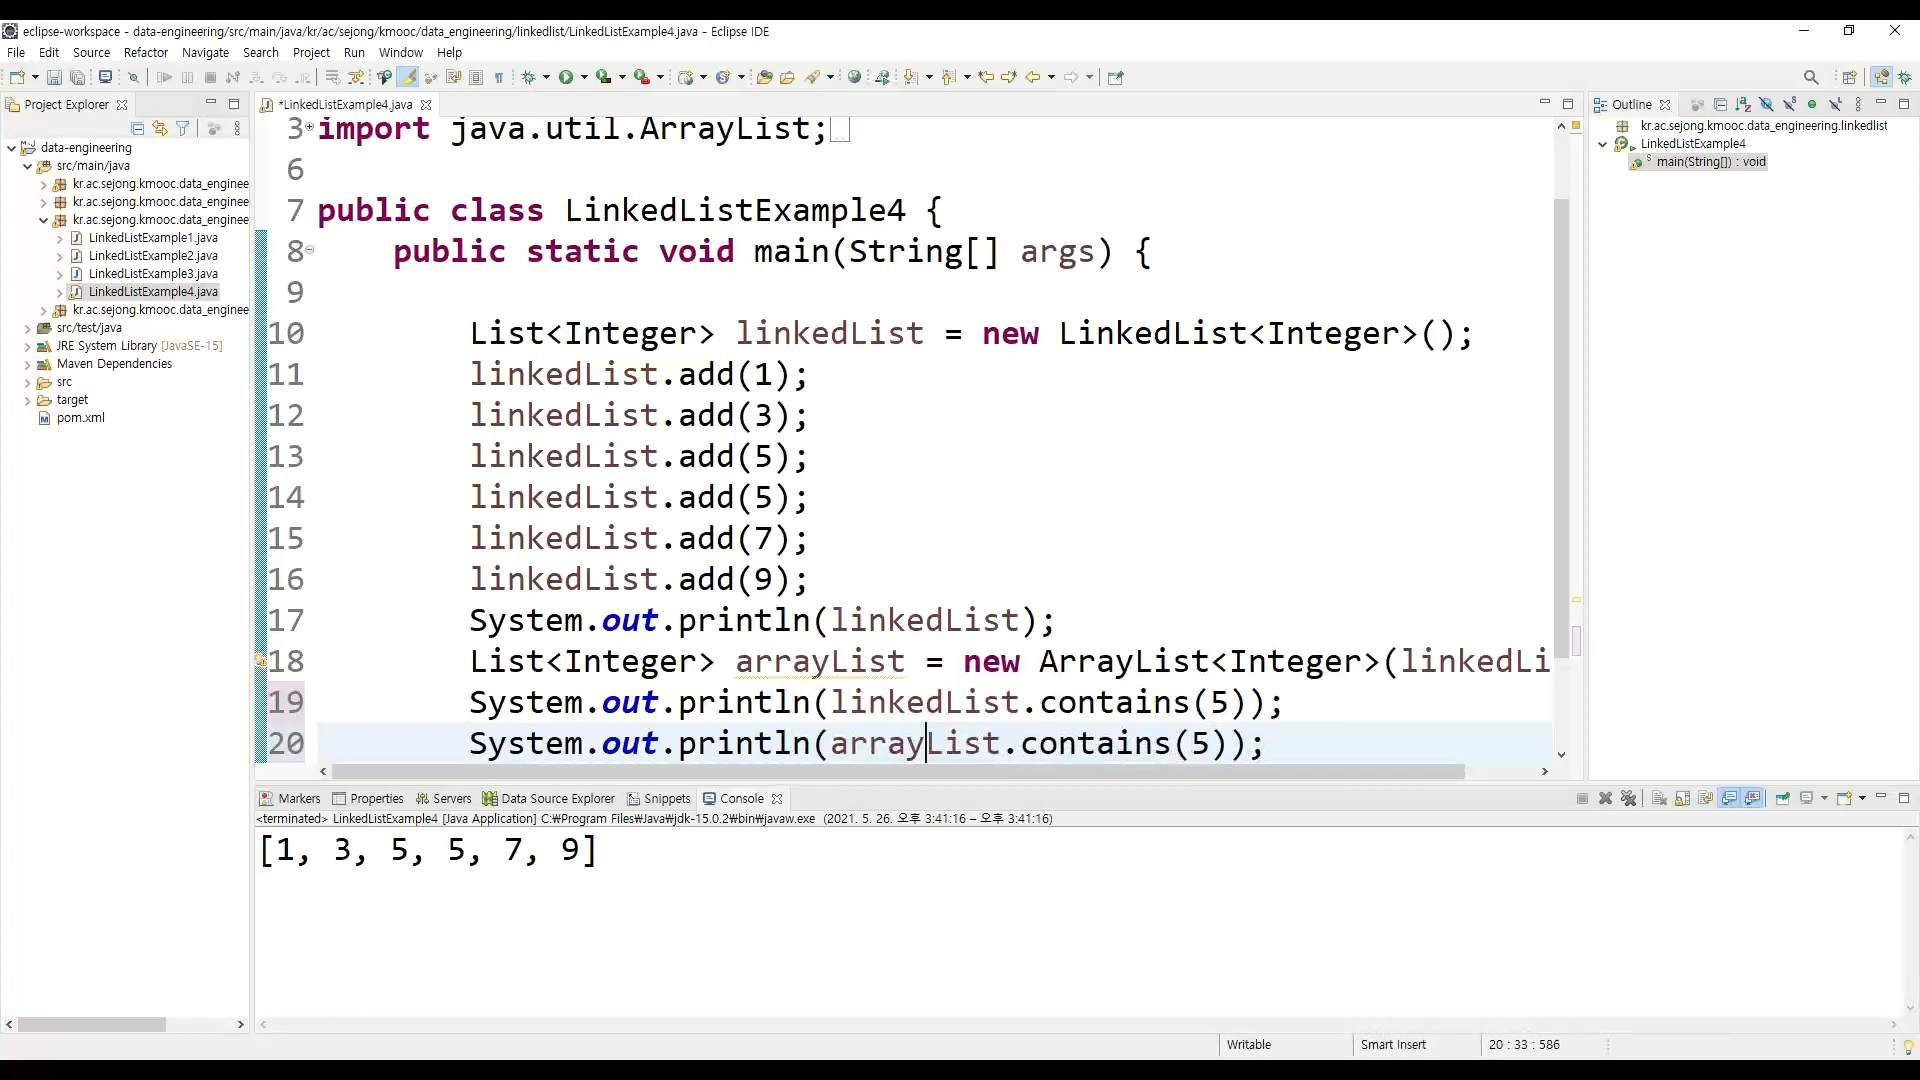 eclipse-workspace - data-engineering/src/main/java/kr/ac/sejong/kmooc/data_engineering/linkedlist/LinkedListExample4.java - Eclipse IDE
File Edit Source Refactor Navigate Search Project Run Window Help
Project Explorer
data-engineering
src/main/java
kr.ac.sejong.kmooc.data_enginee
kr.ac.sejong.kmooc.data_enginee
kr.ac.sejong.kmooc.data_enginee
LinkedListExample1.java
LinkedListExample2.java
LinkedListExample3.java
LinkedListExample4.java
kr.ac.sejong.kmooc.data_enginee
src/test/java
JRE System Library [JavaSE-15]
Maven Dependencies
src
target
pom.xml
*LinkedListExample4.java
3 import java.util.ArrayList;
6
7 public class LinkedListExample4 {
8 public static void main(String[] args) {
9
10 List<Integer> linkedList = new LinkedList<Integer>();
11 linkedList.add(1);
12 linkedList.add(3);
13 linkedList.add(5);
14 linkedList.add(5);
15 linkedList.add(7);
16 linkedList.add(9);
17 System.out.println(linkedList);
18 List<Integer> arrayList = new ArrayList<Integer>(linkedLi
19 System.out.println(linkedList.contains(5));
20 System.out.println(arrayList.contains(5));
Outline
kr.ac.sejong.kmooc.data_engineering.linkedlist
LinkedListExample4
main(String[]) : void
Markers Properties Servers Data Source Explorer Snippets Console
<terminated> LinkedListExample4 [Java Application] C:₩Program Files₩Java₩jdk-15.0.2₩bin₩javaw.exe (2021. 5. 26. 오후 3:41:16 – 오후 3:41:16)
[1, 3, 5, 5, 7, 9]
Writable Smart Insert 20 : 33 : 586